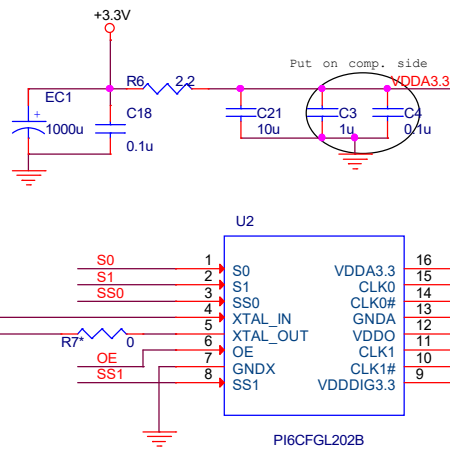 +3.3V
Put on comp. side
R6 2.2
VDDA3.3
EC1
1000u
C18
0.1u
C21
10u
C3
1u
C4
0.1u
U2
S0 1 S0 VDDA3.3 16
S1 2 S1 CLK0 15
SS0 3 SS0 CLK0# 14
4 XTAL_IN GNDA 13
R7* 0 5 XTAL_OUT VDDO 12
OE 6 OE CLK1 11
7 GNDX CLK1# 10
SS1 8 SS1 VDDDIG3.3 9
PI6CFGL202B